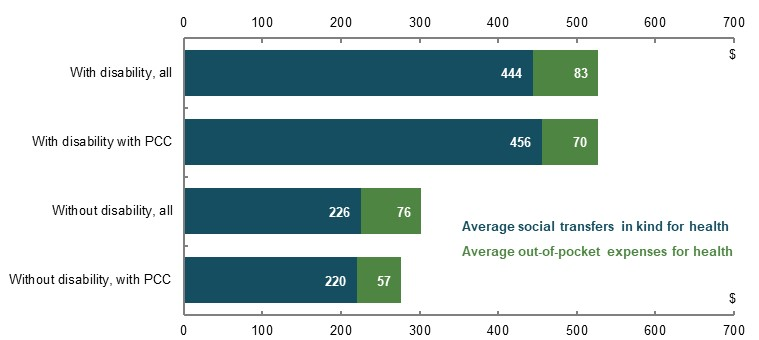 0 100 200 300 400 500 600 700
$
With disability, all 444 83
With disability with PCC 456 70
Without disability, all 226 76
Average social transfers in kind for health
Average out-of-pocket expenses for health
Without disability, with PCC 220 57
$
0 100 200 300 400 500 600 700